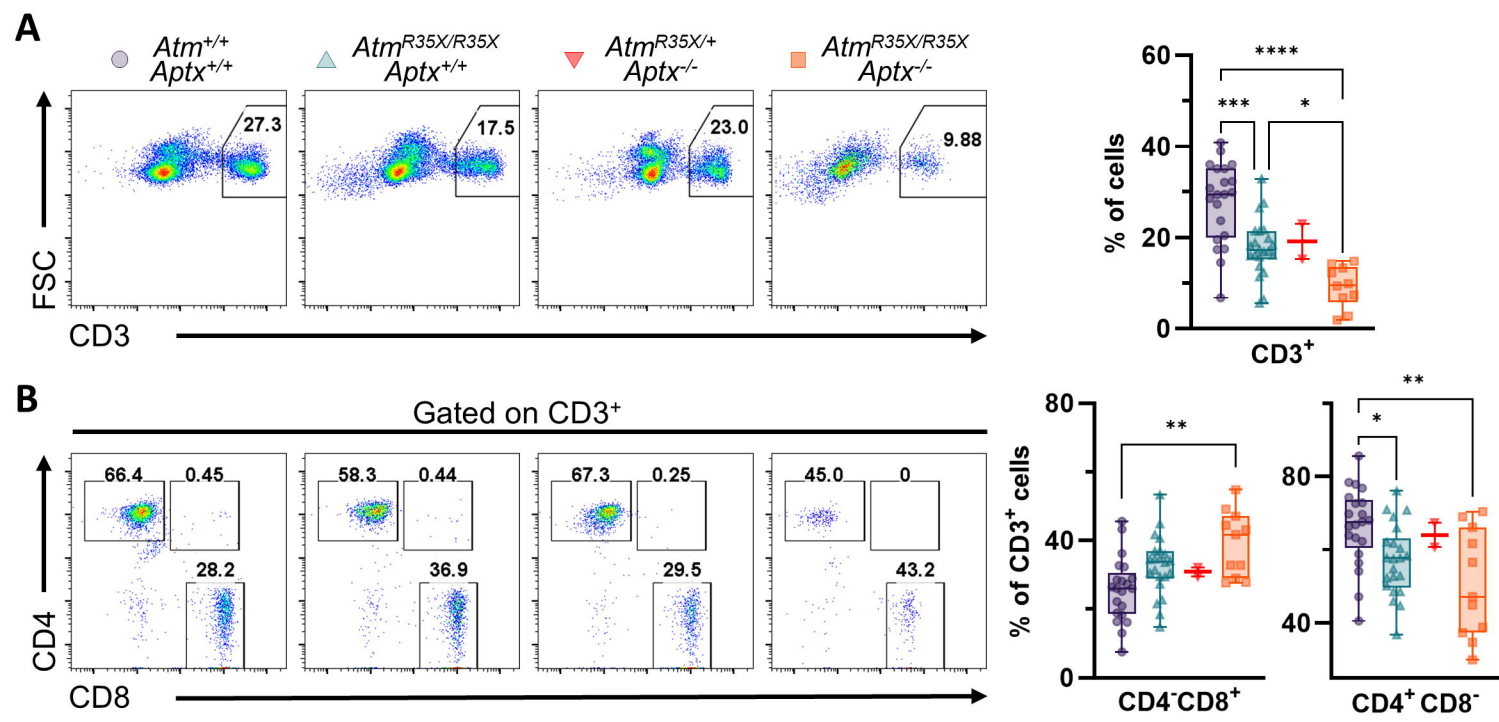 A
Atm+/+ Aptx+/+
AtmR35X/R35X Aptx+/+
AtmR35X/+ Aptx-/-
AtmR35X/R35X Aptx-/-
FSC
27.3
17.5
23.0
9.88
CD3
% of cells
60
40
20
0
****
***
*
CD3+
B
Gated on CD3+
CD4
66.4 0.45
28.2
58.3 0.44
36.9
67.3 0.25
29.5
45.0 0
43.2
CD8
% of CD3+ cells
80
40
0
**
CD4-CD8+
80
40
**
*
CD4+ CD8-